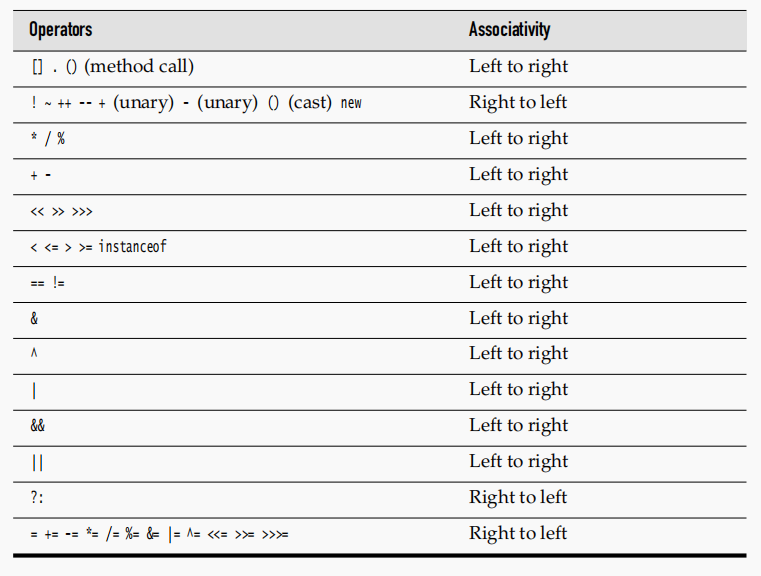 Operators Associativity
[] . () (method call) Left to right
! ~ ++ -- + (unary) - (unary) () (cast) new Right to left
* / % Left to right
+ - Left to right
<< >> >>> Left to right
< <= > >= instanceof Left to right
== != Left to right
& Left to right
^ Left to right
| Left to right
&& Left to right
|| Left to right
?: Right to left
= += -= *= /= %= &= |= ^= <<= >>= >>>= Right to left